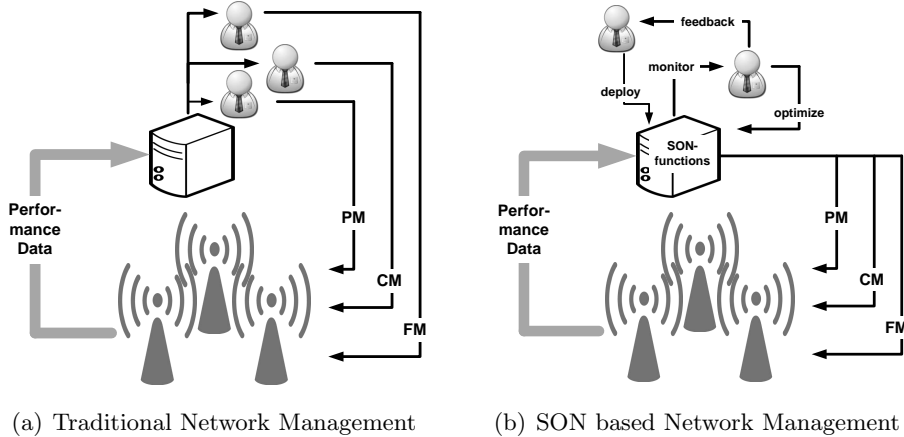 Perfor-
mance
Data
PM
CM
FM
(a) Traditional Network Management
feedback
monitor
deploy
optimize
SON-
functions
Perfor-
mance
Data
PM
CM
FM
(b) SON based Network Management